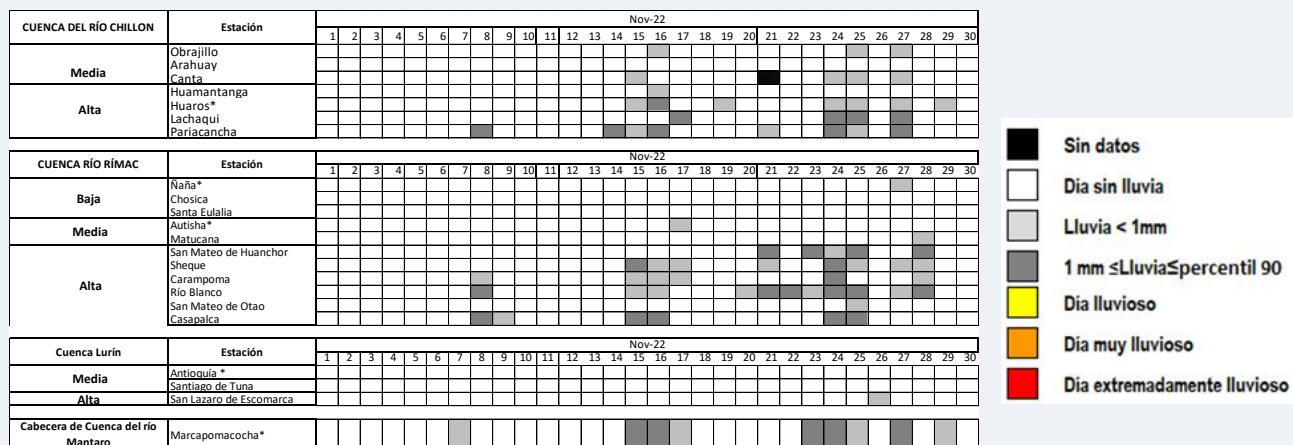 Nov-22
CUENCA DEL RÍO CHILLON Estación
1 2 3 4 5 6 7 8 9 10 11 12 13 14 15 16 17 18 19 20 21 22 23 24 25 26 27 28 29 30
Obrajillo
Arahuay
Media
Canta
Huamantanga
Huaros*
Alta
Lachaqui
Pariacancha
Nov-22
CUENCA RÍO RÍMAC Estación
1 2 3 4 5 6 7 8 9 10 11 12 13 14 15 16 17 18 19 20 21 22 23 24 25 26 27 28 29 30
Ñaña*
Baja Chosica
Santa Eulalia
Autisha*
Media
Matucana
San Mateo de Huanchor
Sheque
Carampoma
Alta
Río Blanco
San Mateo de Otao
Casapalca
Nov-22
Cuenca Lurín Estación
1 2 3 4 5 6 7 8 9 10 11 12 13 14 15 16 17 18 19 20 21 22 23 24 25 26 27 28 29 30
Antioquía *
Media
Santiago de Tuna
Alta San Lazaro de Escomarca
Cabecera de Cuenca del río
Mantaro
Marcapomacocha*
Sin datos
Dia sin lluvia
Lluvia < 1mm
1 mm ≤Lluvia≤percentil 90
Dia lluvioso
Dia muy lluvioso
Dia extremadamente lluvioso